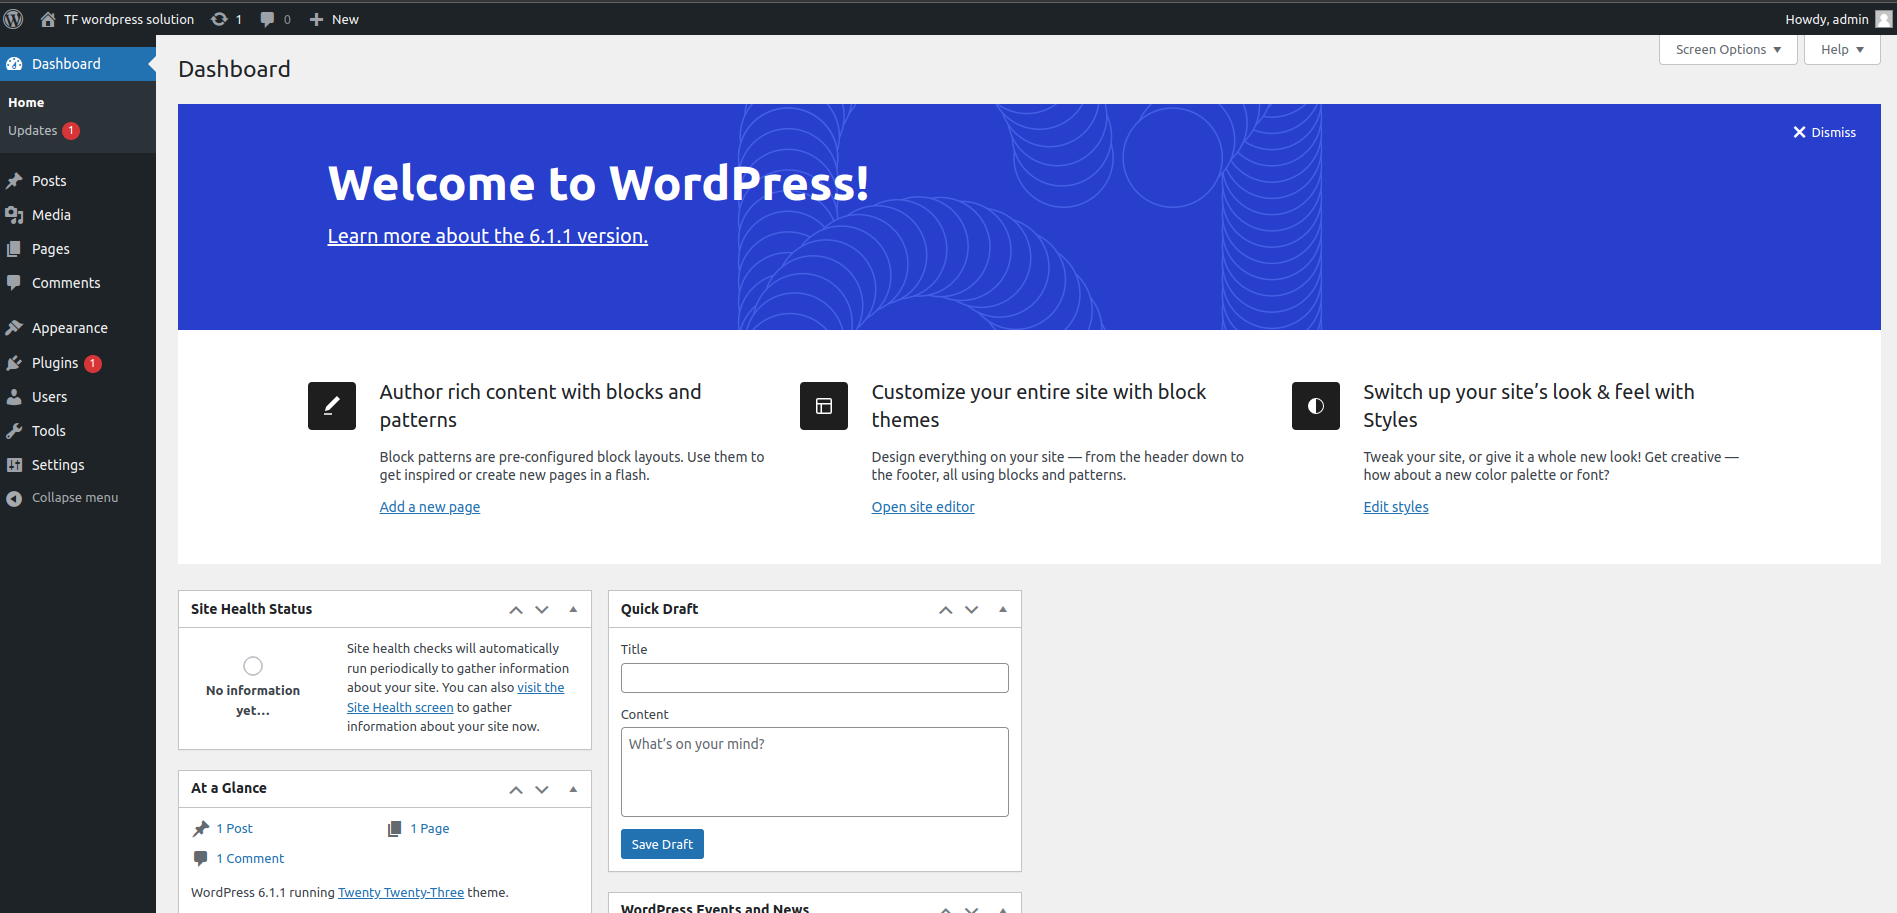 TF wordpress solution 1 0 New Howdy, admin
Dashboard
Home
Updates 1
Posts
Media
Pages
Comments
Appearance
Plugins 1
Users
Tools
Settings
Collapse menu
Screen Options Help
Dashboard
Dismiss
Welcome to WordPress!
Learn more about the 6.1.1 version.
Author rich content with blocks and
patterns
Block patterns are pre-configured block layouts. Use them to
get inspired or create new pages in a flash.
Add a new page
Customize your entire site with block
themes
Design everything on your site — from the header down to
the footer, all using blocks and patterns.
Open site editor
Switch up your site’s look & feel with
Styles
Tweak your site, or give it a whole new look! Get creative —
how about a new color palette or font?
Edit styles
Site Health Status
No information
yet…
Site health checks will automatically
run periodically to gather information
about your site. You can also visit the
Site Health screen to gather
information about your site now.
At a Glance
1 Post 1 Page
1 Comment
WordPress 6.1.1 running Twenty Twenty-Three theme.
Quick Draft
Title
Content
What’s on your mind?
Save Draft
WordPress Events and News